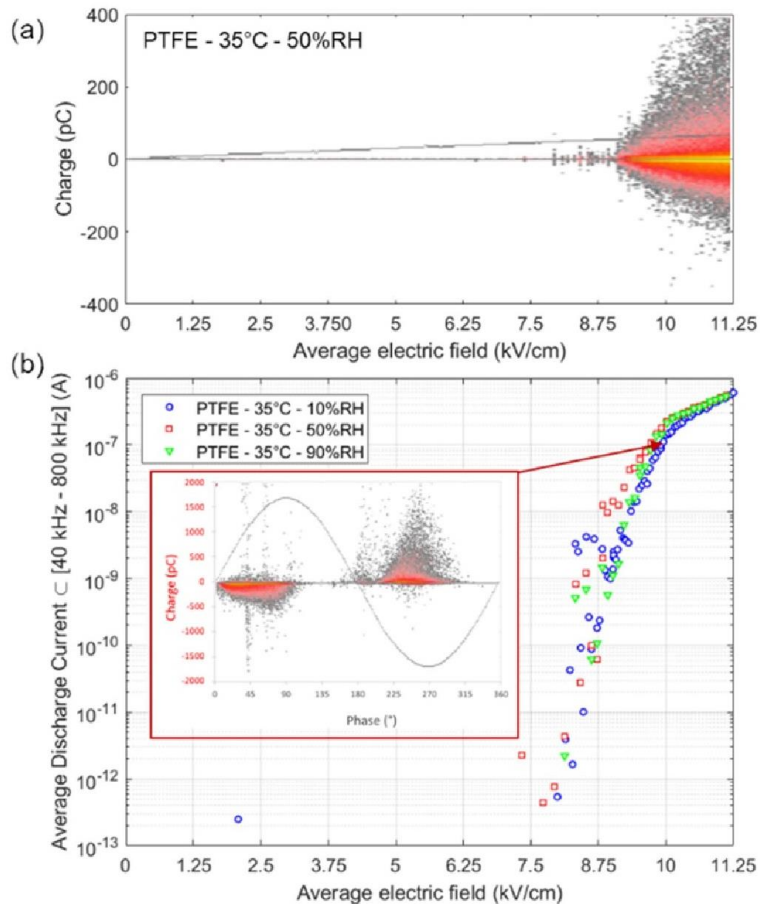 (a)
PTFE - 35°C - 50%RH
Charge (pC)
400
200
0
-200
-400
0 1.25 2.5 3.750 5 6.25 7.5 8.75 10 11.25
Average electric field (kV/cm)
(b)
Average Discharge Current ⊂ [40 kHz - 800 kHz] (A)
10-6
10-7
10-8
10-9
10-10
10-11
10-12
10-13
PTFE - 35°C - 10%RH
PTFE - 35°C - 50%RH
PTFE - 35°C - 90%RH
Charge (pC)
2000
1500
1000
500
0
-500
-1000
-1500
-2000
0 45 90 135 180 225 270 315 360
Phase (°)
0 1.25 2.5 3.75 5 6.25 7.5 8.75 10 11.25
Average electric field (kV/cm)